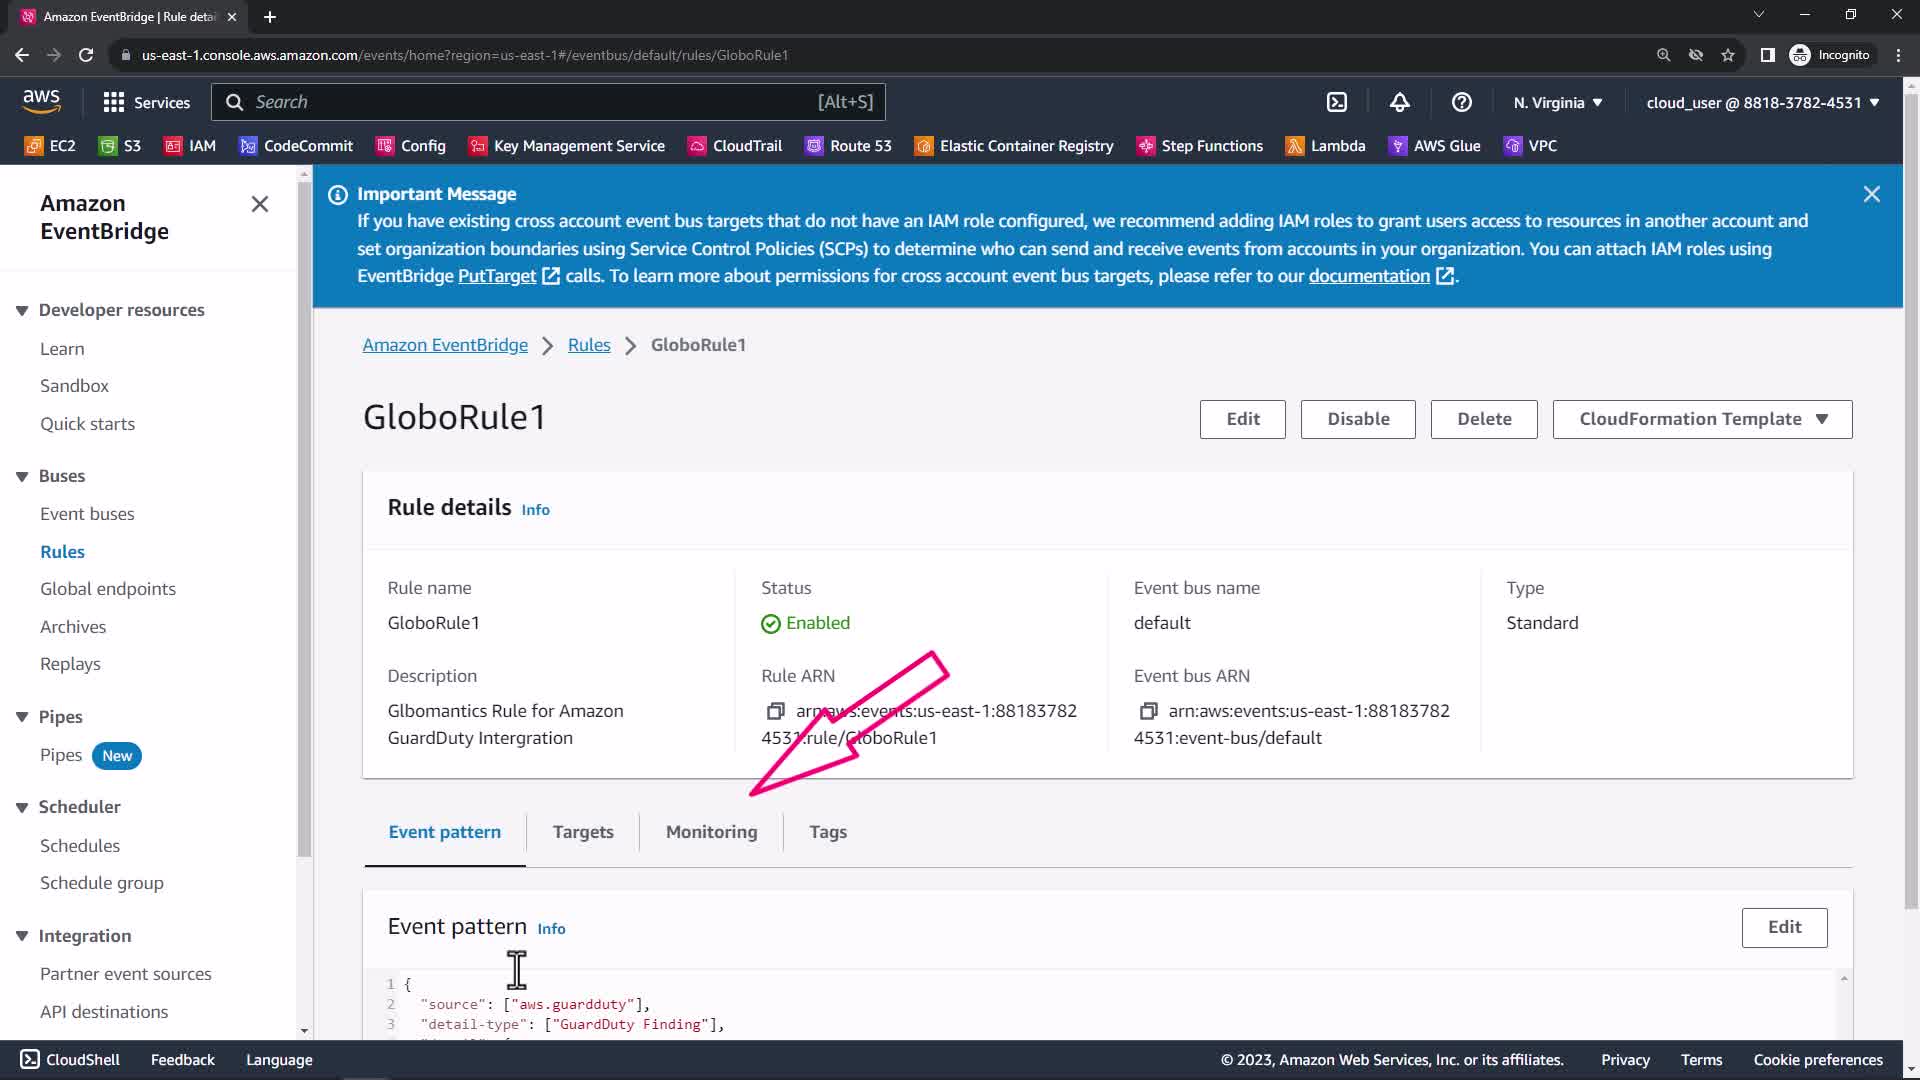 Amazon EventBridge | Rule detai
us-east-1.console.aws.amazon.com/events/home?region=us-east-1#/eventbus/default/rules/GloboRule1
Incognito
aws
Services
Search
[Alt+S]
N. Virginia
cloud_user @ 8818-3782-4531
EC2
S3
IAM
CodeCommit
Config
Key Management Service
CloudTrail
Route 53
Elastic Container Registry
Step Functions
Lambda
AWS Glue
VPC
Amazon
EventBridge
Developer resources
Learn
Sandbox
Quick starts
Buses
Event buses
Rules
Global endpoints
Archives
Replays
Pipes
Pipes New
Scheduler
Schedules
Schedule group
Integration
Partner event sources
API destinations
Important Message
If you have existing cross account event bus targets that do not have an IAM role configured, we recommend adding IAM roles to grant users access to resources in another account and
set organization boundaries using Service Control Policies (SCPs) to determine who can send and receive events from accounts in your organization. You can attach IAM roles using
EventBridge PutTarget calls. To learn more about permissions for cross account event bus targets, please refer to our documentation .
Amazon EventBridge > Rules > GloboRule1
GloboRule1
Edit
Disable
Delete
CloudFormation Template
Rule details Info
Rule name
GloboRule1
Description
Glbomantics Rule for Amazon
GuardDuty Intergration
Status
Enabled
Rule ARN
arn:aws:events:us-east-1:88183782
4531:rule/GloboRule1
Event bus name
default
Event bus ARN
arn:aws:events:us-east-1:88183782
4531:event-bus/default
Type
Standard
Event pattern
Targets
Monitoring
Tags
Event pattern Info
Edit
1 {
2 "source": ["aws.guardduty"],
3 "detail-type": ["GuardDuty Finding"],
CloudShell
Feedback
Language
© 2023, Amazon Web Services, Inc. or its affiliates.
Privacy
Terms
Cookie preferences